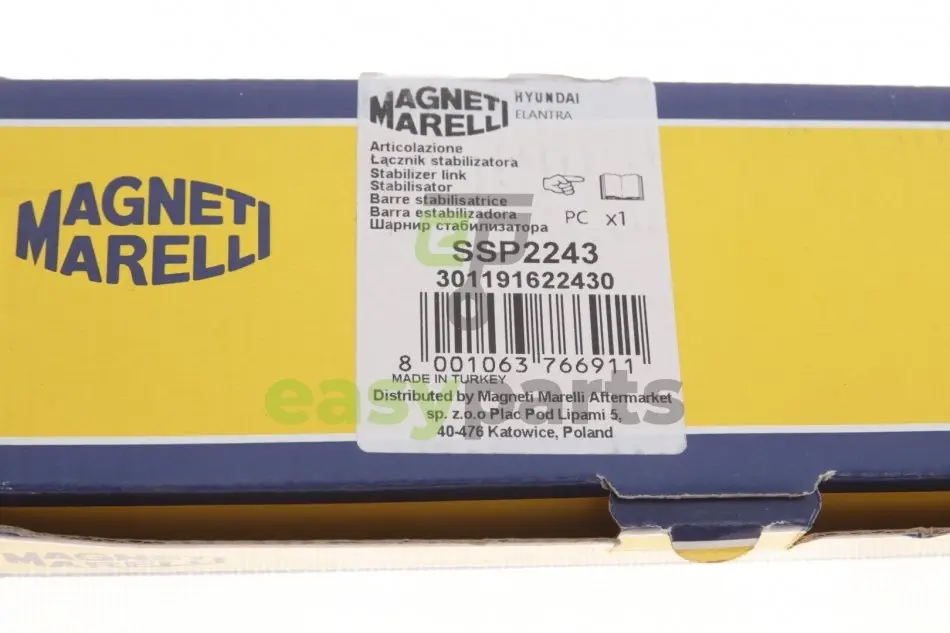 MAGNETI
MARELLI
HYUNDAI
ELANTRA
Articolazione
Łącznik stabilizatora
Stabilizer link
Stabilisator
Barre stabilisatrice
Barra estabilizadora
Шарнир стабилизатора
PC x1
SSP2243
301191622430
8 001063 766911
MADE IN TURKEY
Distributed by Magneti Marelli Aftermarket
sp. z.o.o Plac Pod Lipami 5,
40-476 Katowice, Poland
MAGNETI
MARELLI
easyparts
MAGNETI
MARELLI